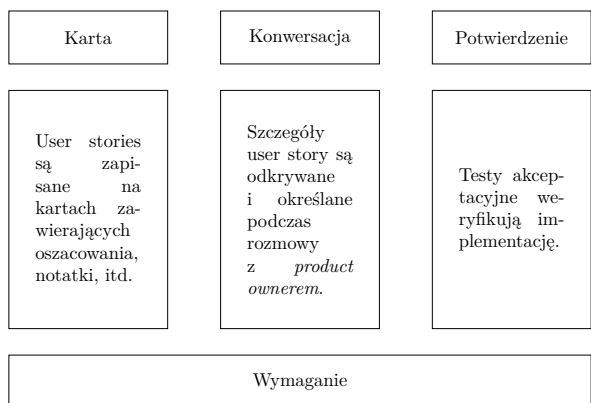 Karta
Konwersacja
Potwierdzenie
User stories
są zapi-
sane na
kartach za-
wierających
oszacowania,
notatki, itd.
Szczegóły
user story są
odkrywane
i określane
podczas
rozmowy
z product
ownerem.
Testy akcep-
tacyjne we-
ryfikują im-
plementację.
Wymaganie